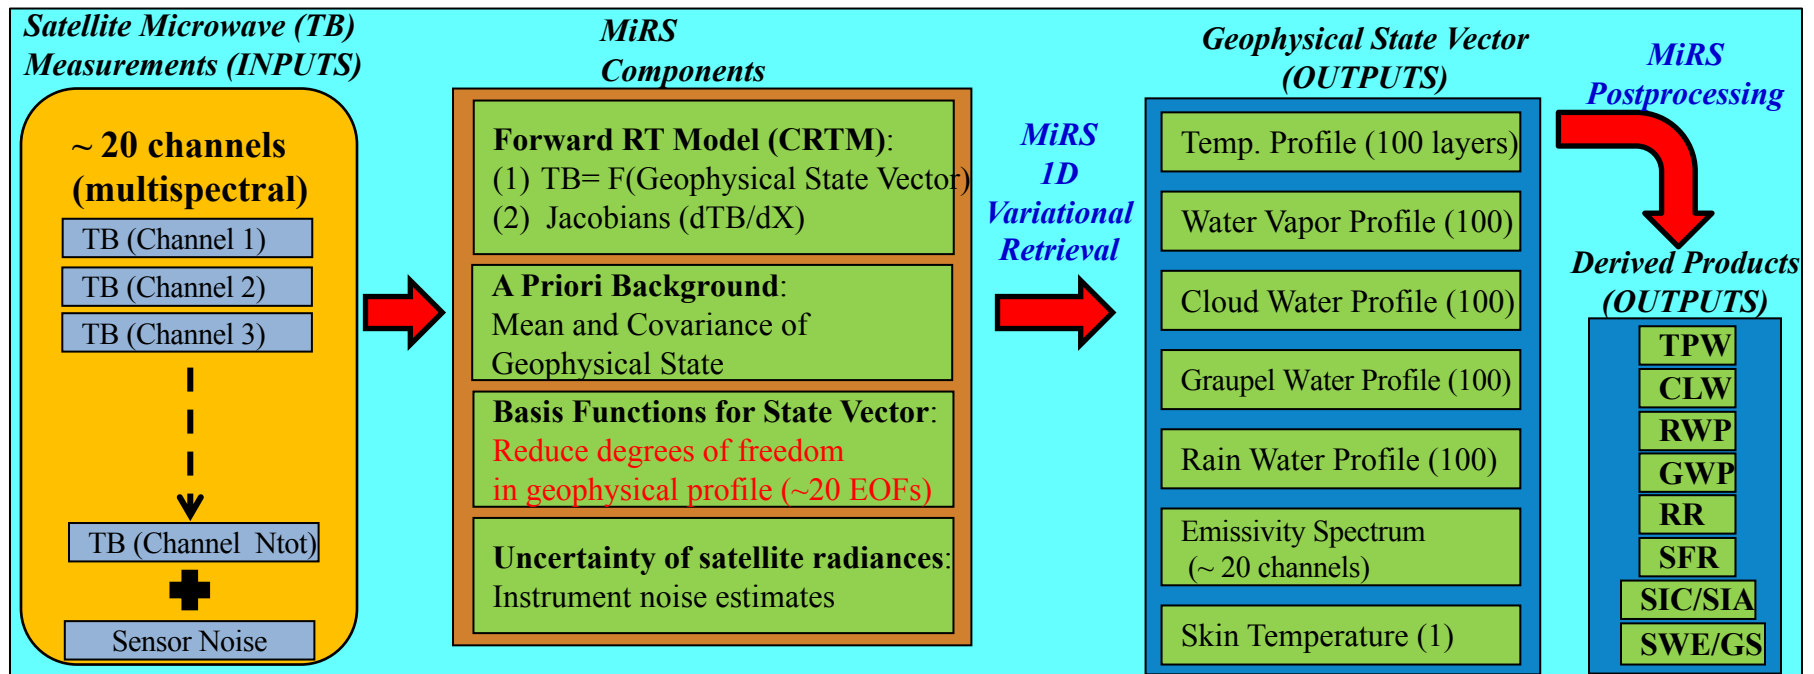 Satellite Microwave (TB)
Measurements (INPUTS)
~ 20 channels
(multispectral)
TB (Channel 1)
TB (Channel 2)
TB (Channel 3)
TB (Channel Ntot)
Sensor Noise
MiRS
Components
Forward RT Model (CRTM):
(1) TB= F(Geophysical State Vector)
(2) Jacobians (dTB/dX)
A Priori Background:
Mean and Covariance of
Geophysical State
Basis Functions for State Vector:
Reduce degrees of freedom
in geophysical profile (~20 EOFs)
Uncertainty of satellite radiances:
Instrument noise estimates
MiRS
1D
Variational
Retrieval
Geophysical State Vector
(OUTPUTS)
Temp. Profile (100 layers)
Water Vapor Profile (100)
Cloud Water Profile (100)
Graupel Water Profile (100)
Rain Water Profile (100)
Emissivity Spectrum
(~ 20 channels)
Skin Temperature (1)
MiRS
Postprocessing
Derived Products
(OUTPUTS)
TPW
CLW
RWP
GWP
RR
SFR
SIC/SIA
SWE/GS